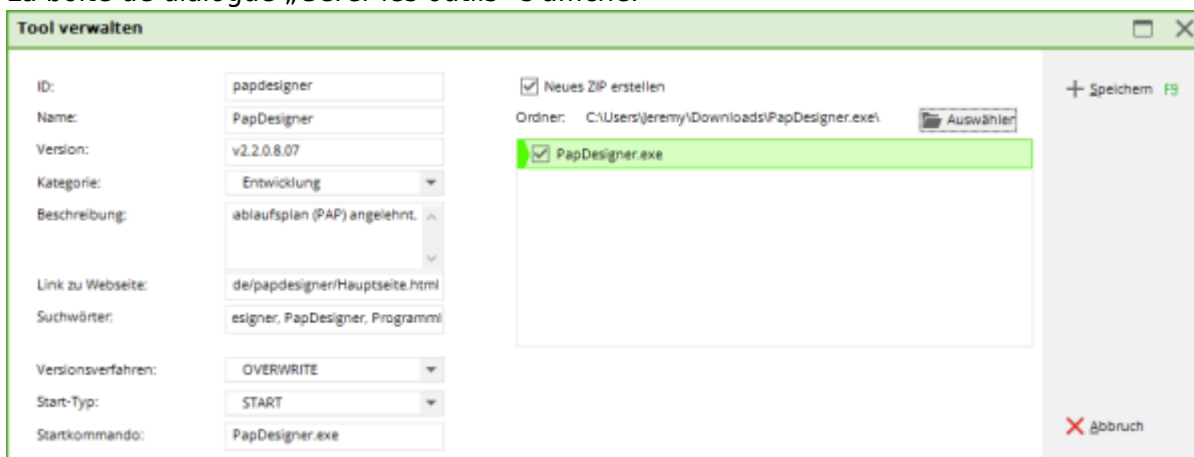 La boîte de dialogue „Gérer les outils“ s'affiche.
Tool verwalten
ID: papdesigner
Name: PapDesigner
Version: v2.2.0.8.07
Kategorie: Entwicklung
Beschreibung: ablaufsplan (PAP) angelehnt.
Link zu Webseite: de/papdesigner/Hauptseite.html
Suchwörter: esigner, PapDesigner, Programml
Versionsverfahren: OVERWRITE
Start-Typ: START
Startkommando: PapDesigner.exe
Neues ZIP erstellen
Ordner: C:\Users\Jeremy\Downloads\PapDesigner.exe\ Auswähler
PapDesigner.exe
Speichern F9
Abbruch